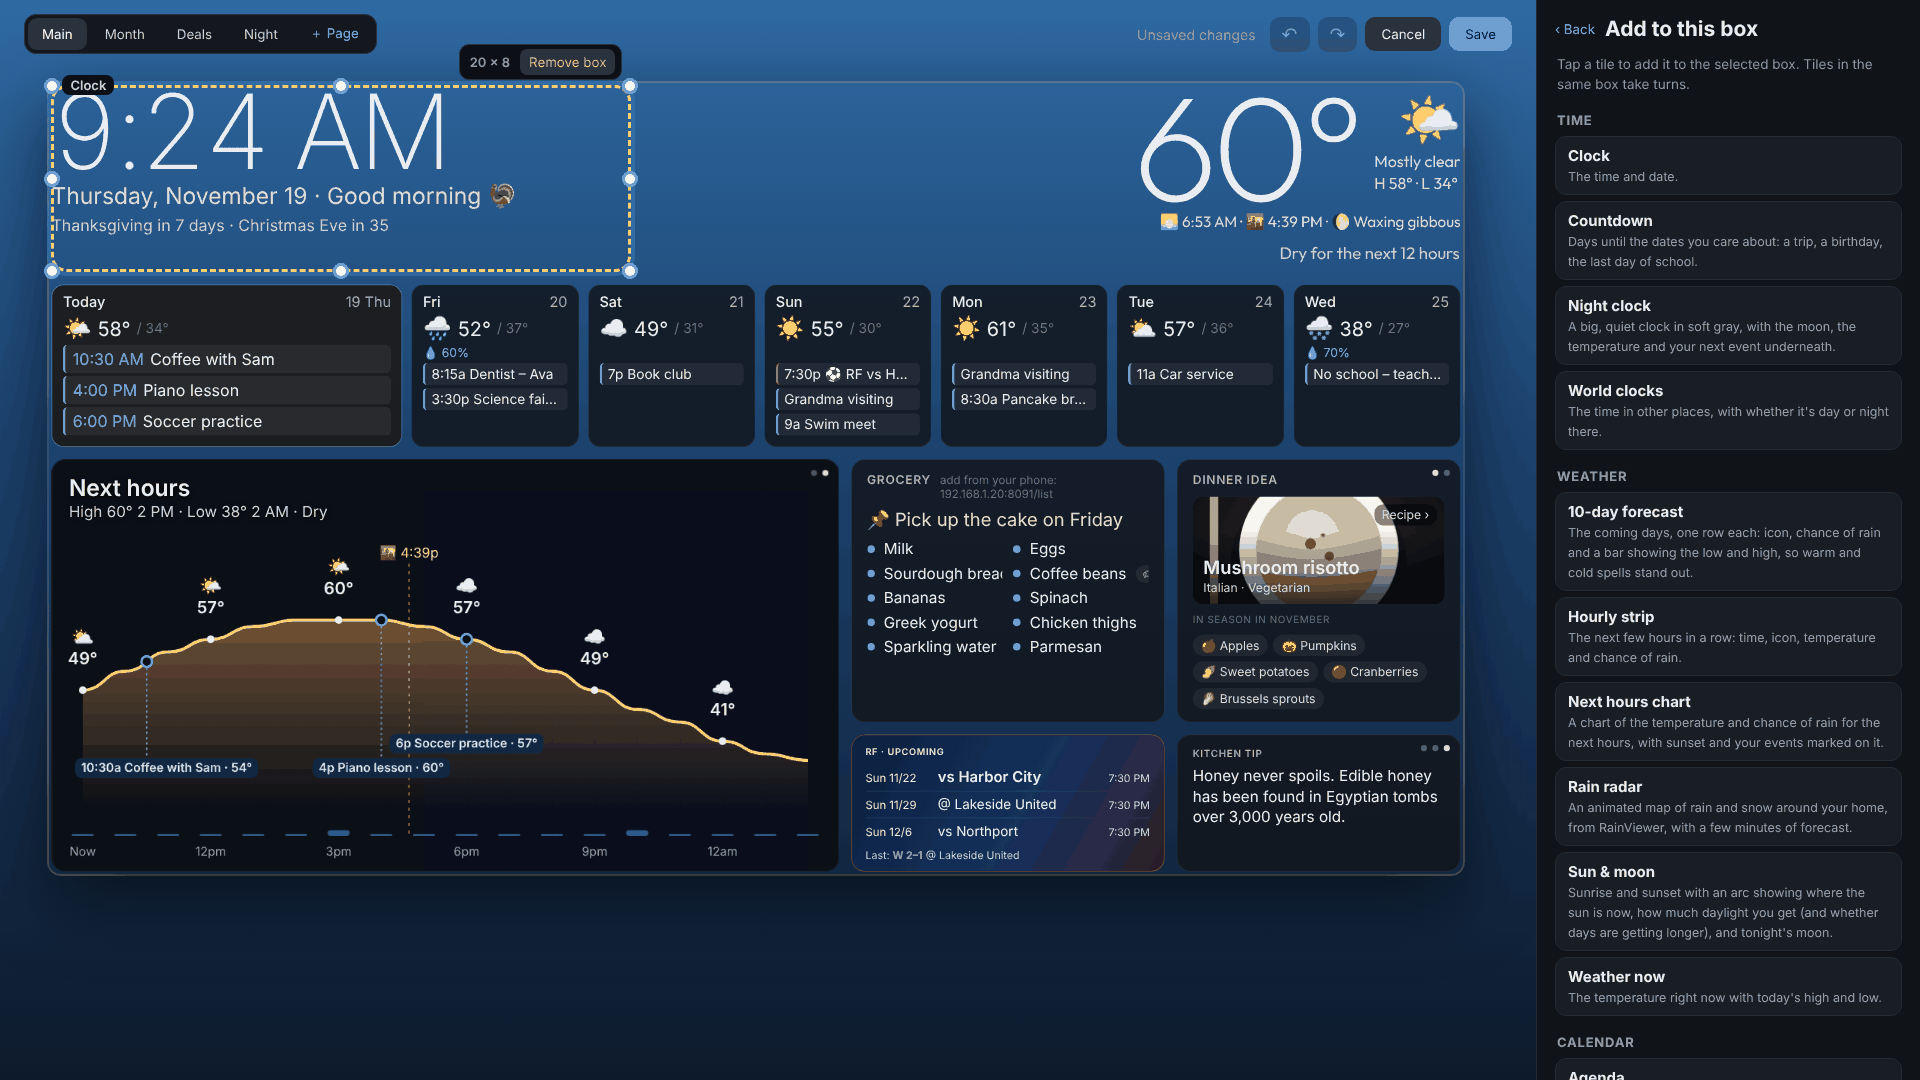 Main
Month
Deals
Night
+ Page
Unsaved changes
Cancel
Save
20 × 8
Remove box
Clock
9:24 AM
Thursday, November 19 · Good morning
Thanksgiving in 7 days · Christmas Eve in 35
60°
Mostly clear
H 58° · L 34°
6:53 AM · 4:39 PM · Waxing gibbous
Dry for the next 12 hours
Today 19 Thu
58° / 34°
10:30 AM Coffee with Sam
4:00 PM Piano lesson
6:00 PM Soccer practice
Fri 20
52° / 37°
60%
8:15a Dentist – Ava
3:30p Science fai...
Sat 21
49° / 31°
7p Book club
Sun 22
55° / 30°
7:30p RF vs H...
Grandma visiting
9a Swim meet
Mon 23
61° / 35°
Grandma visiting
8:30a Pancake br...
Tue 24
57° / 36°
11a Car service
Wed 25
38° / 27°
70%
No school – teach...
Next hours
High 60° 2 PM · Low 38° 2 AM · Dry
4:39p
49°
57°
60°
57°
49°
41°
6p Soccer practice · 57°
10:30a Coffee with Sam · 54°
4p Piano lesson · 60°
Now
12pm
3pm
6pm
9pm
12am
GROCERY
add from your phone:
192.168.1.20:8091/list
Pick up the cake on Friday
Milk
Eggs
Sourdough brea
Coffee beans
Bananas
Spinach
Greek yogurt
Chicken thighs
Sparkling water
Parmesan
DINNER IDEA
Recipe ›
Mushroom risotto
Italian · Vegetarian
IN SEASON IN NOVEMBER
Apples
Pumpkins
Sweet potatoes
Cranberries
Brussels sprouts
RF · UPCOMING
Sun 11/22 vs Harbor City 7:30 PM
Sun 11/29 @ Lakeside United 7:30 PM
Sun 12/6 vs Northport 7:30 PM
Last: W 2–1 @ Lakeside United
KITCHEN TIP
Honey never spoils. Edible honey
has been found in Egyptian tombs
over 3,000 years old.
‹ Back
Add to this box
Tap a tile to add it to the selected box. Tiles in the
same box take turns.
TIME
Clock
The time and date.
Countdown
Days until the dates you care about: a trip, a birthday,
the last day of school.
Night clock
A big, quiet clock in soft gray, with the moon, the
temperature and your next event underneath.
World clocks
The time in other places, with whether it's day or night
there.
WEATHER
10-day forecast
The coming days, one row each: icon, chance of rain
and a bar showing the low and high, so warm and
cold spells stand out.
Hourly strip
The next few hours in a row: time, icon, temperature
and chance of rain.
Next hours chart
A chart of the temperature and chance of rain for the
next hours, with sunset and your events marked on it.
Rain radar
An animated map of rain and snow around your home,
from RainViewer, with a few minutes of forecast.
Sun & moon
Sunrise and sunset with an arc showing where the
sun is now, how much daylight you get (and whether
days are getting longer), and tonight's moon.
Weather now
The temperature right now with today's high and low.
CALENDAR
Agenda